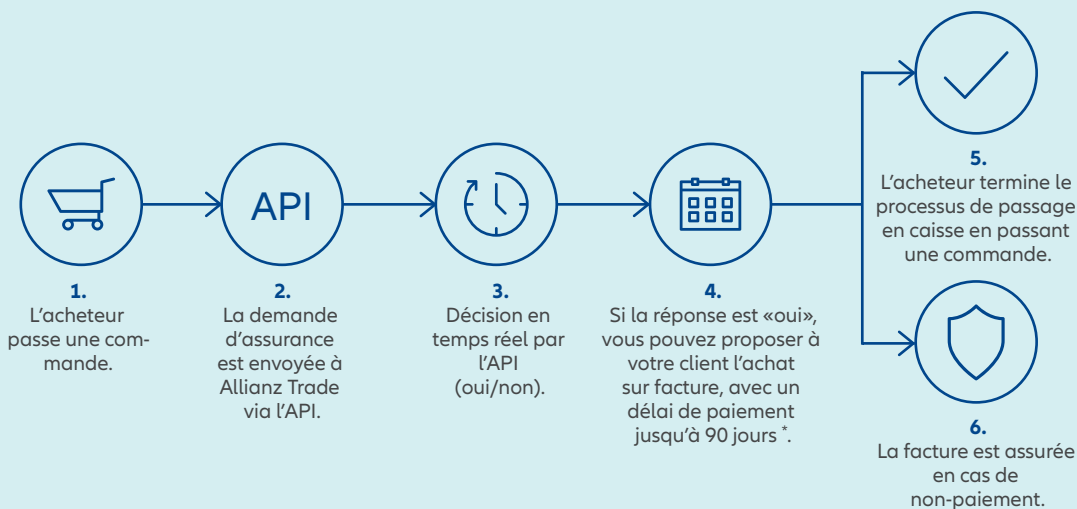 API
1.
L'acheteur
passe une com-
mande.
2.
La demande
d'assurance
est envoyée à
Allianz Trade
via l'API.
3.
Décision en
temps réel par
l'API
(oui/non).
4.
Si la réponse est «oui»,
vous pouvez proposer à
votre client l'achat
sur facture, avec un
délai de paiement
jusqu'à 90 jours *.
5.
L'acheteur termine le
processus de passage
en caisse en passant
une commande.
6.
La facture est assurée
en cas de
non-paiement.